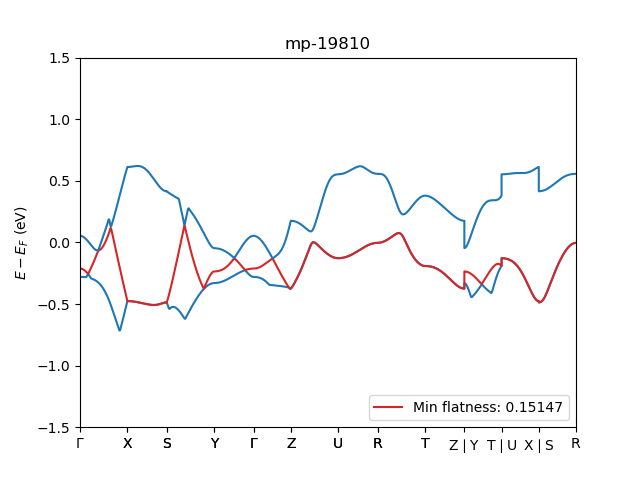 mp-19810
1.5
1.0
0.5
0.0
−0.5
−1.0
−1.5
E − E_F (eV)
Min flatness: 0.15147
Γ X S Y Γ Z U R T Z | Y T | U X | S R